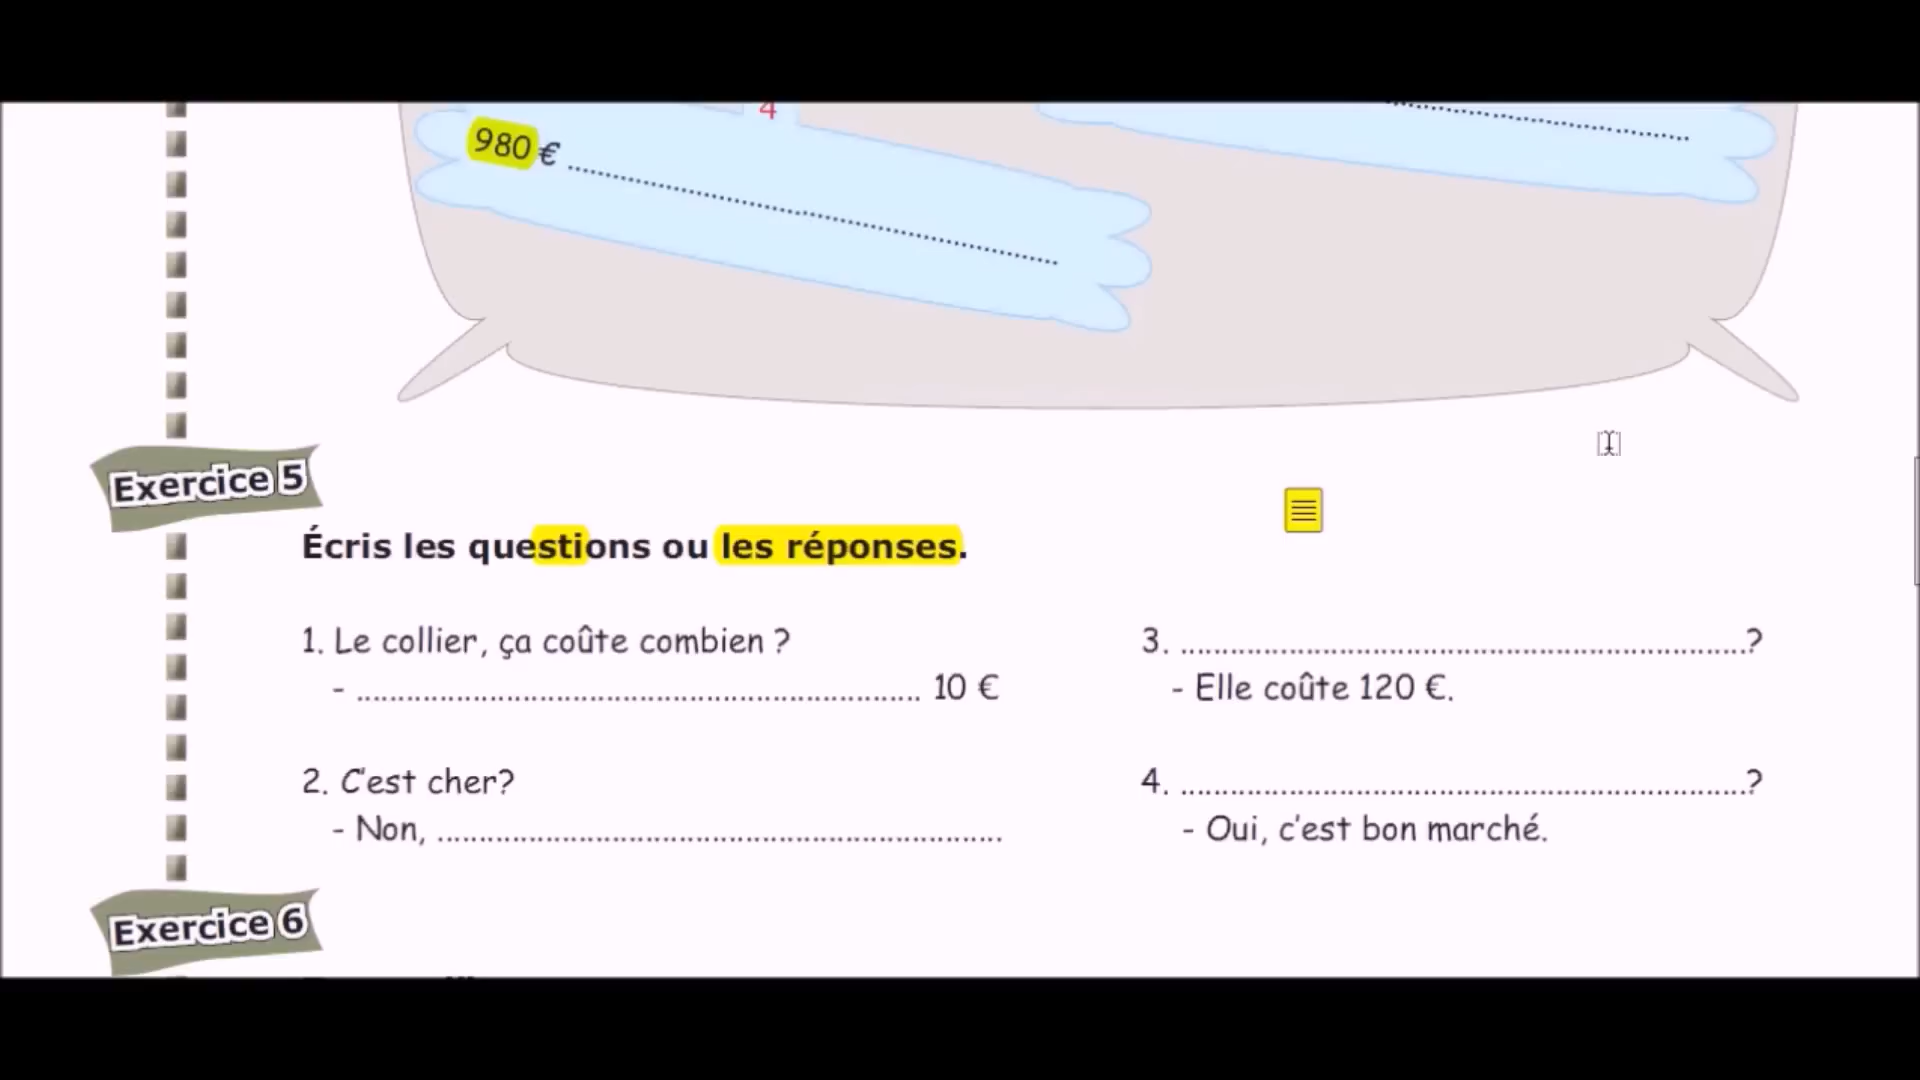 4
980 € ..........
Exercice 5
Écris les questions ou les réponses.
1. Le collier, ça coûte combien ?
- .......... 10 €
2. C'est cher?
- Non, ..........
3. ..........?
- Elle coûte 120 €.
4. ..........?
- Oui, c'est bon marché.
Exercice 6